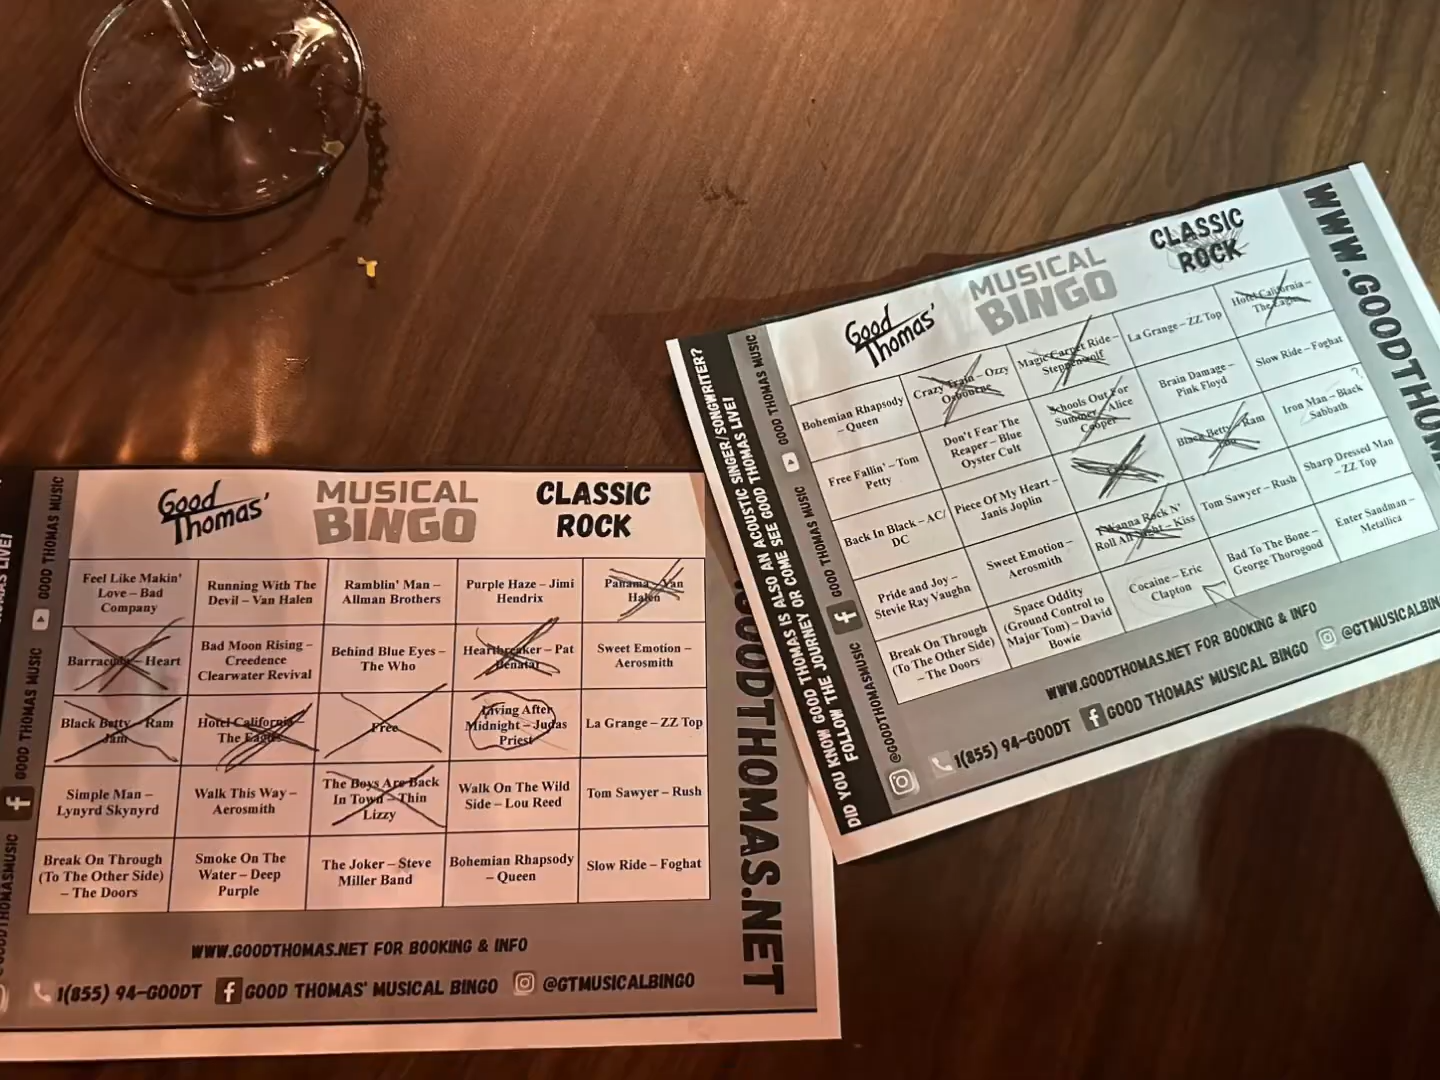 Good
Thomas'
MUSICAL
BINGO
CLASSIC
ROCK
Feel Like Makin'
Love – Bad
Company
Running With The
Devil – Van Halen
Ramblin' Man –
Allman Brothers
Purple Haze – Jimi
Hendrix
Panama – Van
Halen
Barracuda – Heart
Bad Moon Rising –
Creedence
Clearwater Revival
Behind Blue Eyes –
The Who
Heartbreaker – Pat
Benatar
Sweet Emotion –
Aerosmith
Black Betty – Ram
Jam
Hotel California –
The Eagles
Free
Living After
Midnight – Judas
Priest
La Grange – ZZ Top
Simple Man –
Lynyrd Skynyrd
Walk This Way –
Aerosmith
The Boys Are Back
In Town – Thin
Lizzy
Walk On The Wild
Side – Lou Reed
Tom Sawyer – Rush
Break On Through
(To The Other Side)
– The Doors
Smoke On The
Water – Deep
Purple
The Joker – Steve
Miller Band
Bohemian Rhapsody
– Queen
Slow Ride – Foghat
WWW.GOODTHOMAS.NET FOR BOOKING & INFO
1(855) 94-GOODT
GOOD THOMAS' MUSICAL BINGO
@GTMUSICALBINGO
GOOD THOMAS MUSIC
GOOD THOMAS MUSIC
@GOODTHOMASMUSIC
THOMAS LIVE!
GOODTHOMAS.NET
Good
Thomas'
MUSICAL
BINGO
CLASSIC
ROCK
Bohemian Rhapsody
– Queen
Crazy Train – Ozzy
Osbourne
Magic Carpet Ride –
Steppenwolf
La Grange – ZZ Top
Hotel California –
The Eagles
Free Fallin' – Tom
Petty
Don't Fear The
Reaper – Blue
Oyster Cult
Schools Out For
Summer – Alice
Cooper
Brain Damage –
Pink Floyd
Slow Ride – Foghat
Back In Black – AC/
DC
Piece Of My Heart –
Janis Joplin
Black Betty – Ram
Jam
Iron Man – Black
Sabbath
?
Pride and Joy –
Stevie Ray Vaughn
Sweet Emotion –
Aerosmith
I Wanna Rock N'
Roll All Night – Kiss
Tom Sawyer – Rush
Sharp Dressed Man
– ZZ Top
Break On Through
(To The Other Side)
– The Doors
Space Oddity
(Ground Control to
Major Tom) – David
Bowie
Cocaine – Eric
Clapton
Bad To The Bone –
George Thorogood
Enter Sandman –
Metallica
WWW.GOODTHOMAS.NET FOR BOOKING & INFO
1(855) 94-GOODT
GOOD THOMAS' MUSICAL BINGO
@GTMUSICALBING
DID YOU KNOW GOOD THOMAS IS ALSO AN ACOUSTIC SINGER/SONGWRITER?
FOLLOW THE JOURNEY OR COME SEE GOOD THOMAS LIVE!
@GOODTHOMASMUSIC
GOOD THOMAS MUSIC
GOOD THOMAS MUSIC
WWW.GOODTHOMA